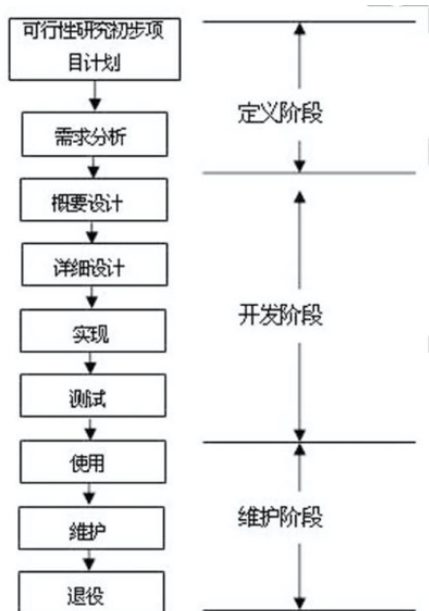 可行性研究初步项
目计划
定义阶段
需求分析
概要设计
详细设计
开发阶段
实现
测试
使用
维护阶段
维护
退役